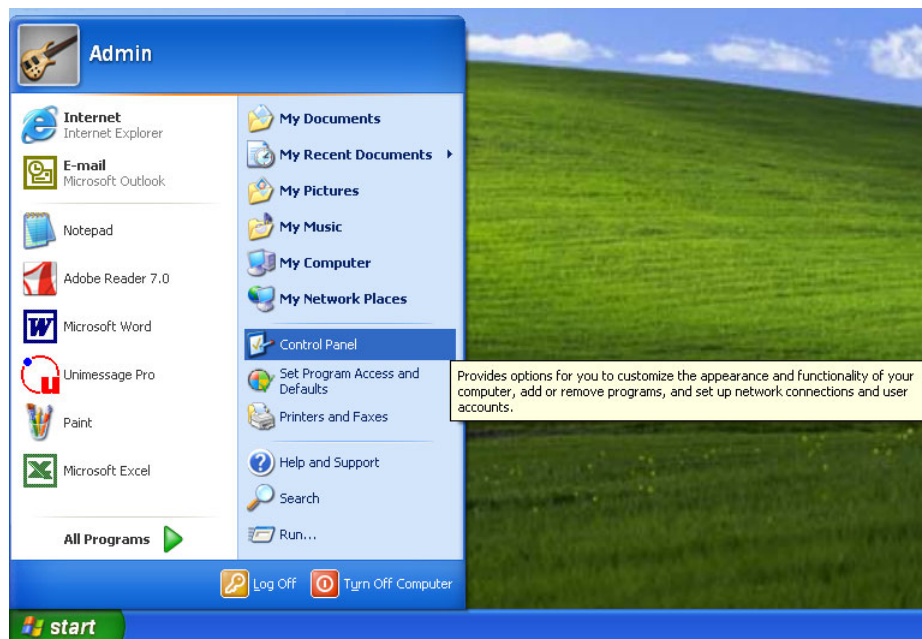 Admin
Internet
Internet Explorer
E-mail
Microsoft Outlook
Notepad
Adobe Reader 7.0
Microsoft Word
Unimessage Pro
Paint
Microsoft Excel
All Programs
My Documents
My Recent Documents
My Pictures
My Music
My Computer
My Network Places
Control Panel
Set Program Access and
Defaults
Printers and Faxes
Help and Support
Search
Run...
Provides options for you to customize the appearance and functionality of your
computer, add or remove programs, and set up network connections and user
accounts.
Log Off
Turn Off Computer
start